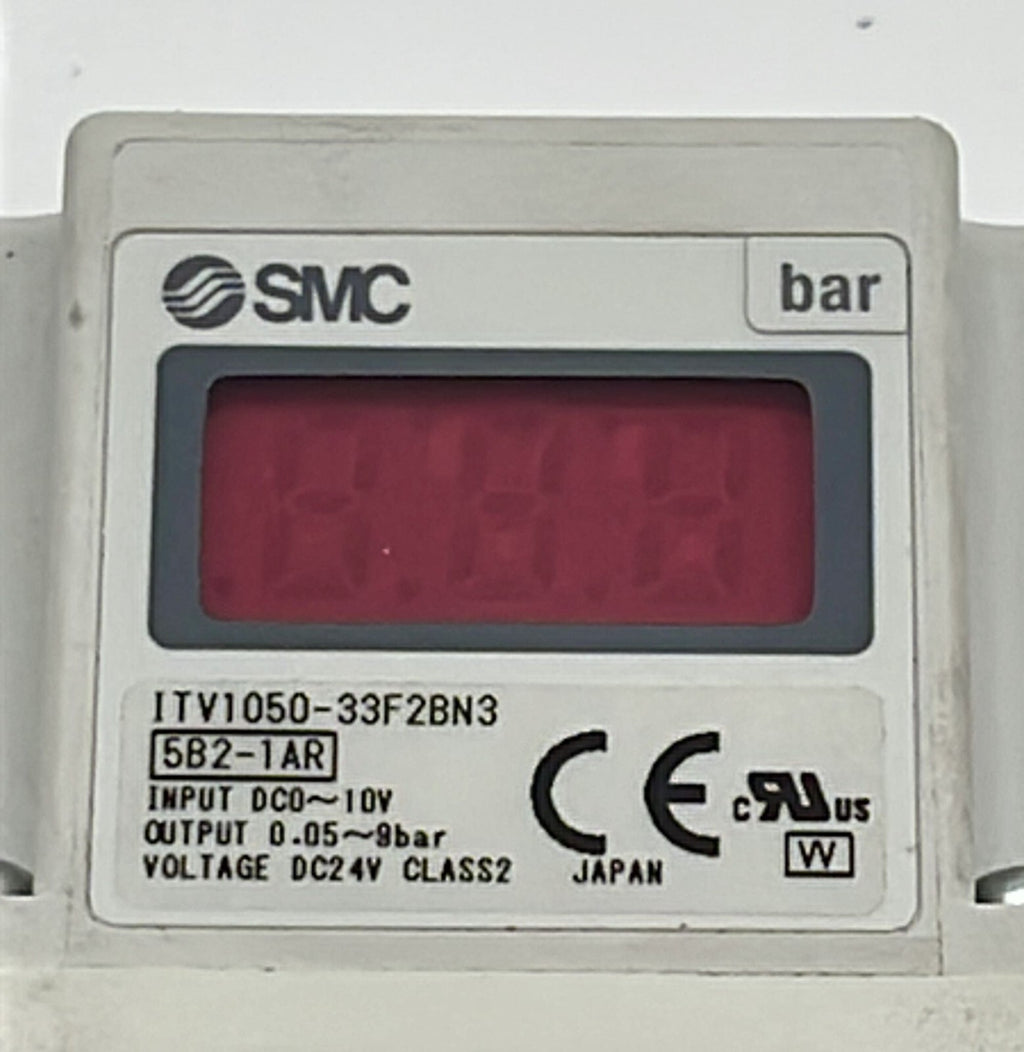 SMC
bar
ITV1050-33F2BN3
5B2-1AR
INPUT DC0～10V
OUTPUT 0.05～9bar
VOLTAGE DC24V CLASS2
CE
JAPAN
c RU US
W